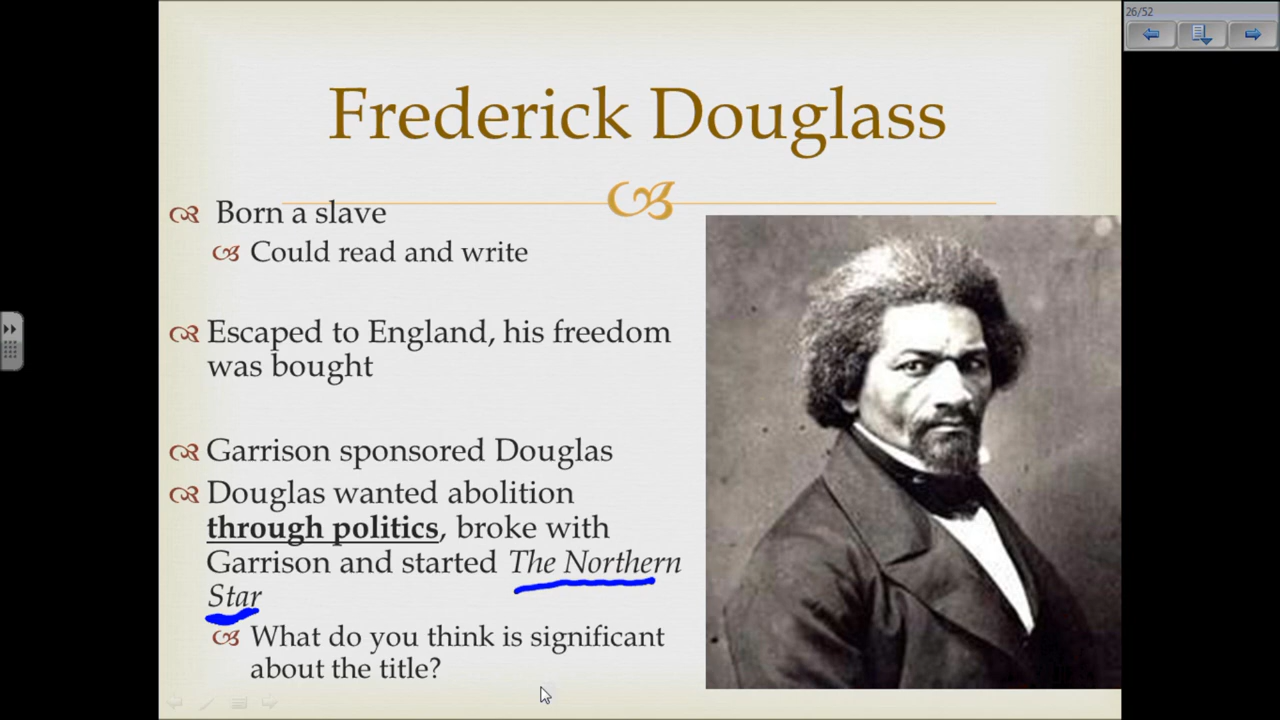 26/52
Frederick Douglass
Born a slave
Could read and write
Escaped to England, his freedom
was bought
Garrison sponsored Douglas
Douglas wanted abolition
through politics, broke with
Garrison and started The Northern
Star
What do you think is significant
about the title?